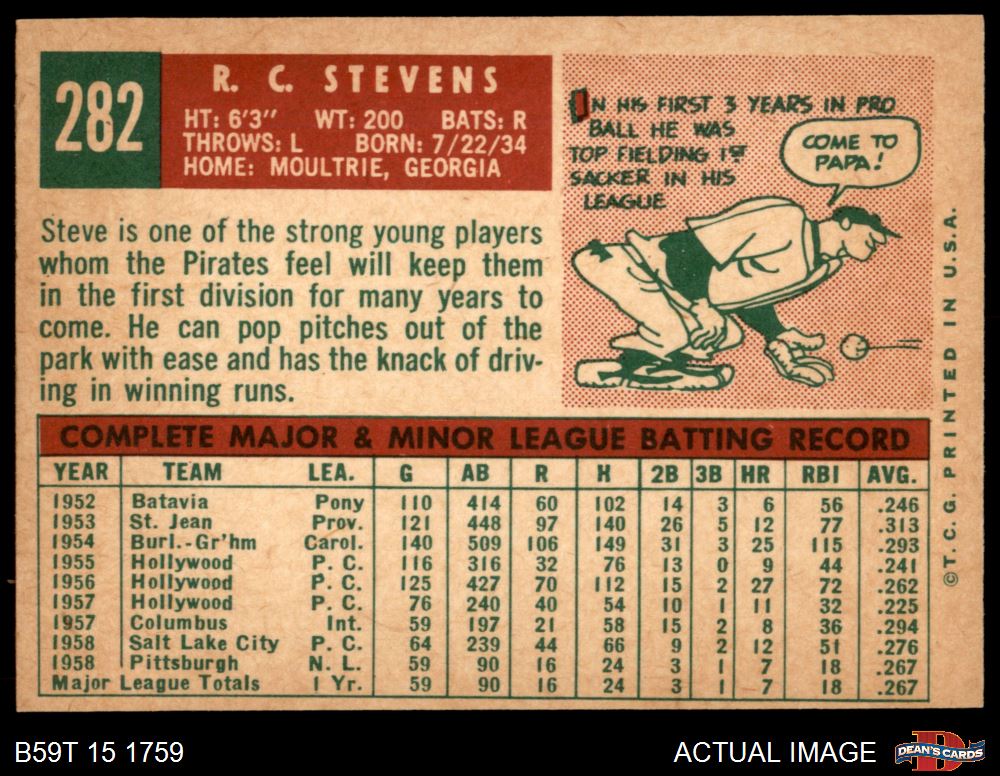 282
R. C. STEVENS
HT: 6'3" WT: 200 BATS: R
THROWS: L BORN: 7/22/34
HOME: MOULTRIE, GEORGIA
IN HIS FIRST 3 YEARS IN PRO
BALL HE WAS
TOP FIELDING 1ST
SACKER IN HIS
LEAGUE
COME TO
PAPA!
Steve is one of the strong young players
whom the Pirates feel will keep them
in the first division for many years to
come. He can pop pitches out of the
park with ease and has the knack of driv-
ing in winning runs.
COMPLETE MAJOR & MINOR LEAGUE BATTING RECORD
YEAR TEAM LEA. G AB R H 2B 3B HR RBI AVG.
1952 Batavia Pony 110 414 60 102 14 3 6 56 .246
1953 St. Jean Prov. 121 448 97 140 26 5 12 77 .313
1954 Burl.-Gr'hm Carol. 140 509 106 149 31 3 25 115 .293
1955 Hollywood P. C. 116 316 32 76 13 0 9 44 .241
1956 Hollywood P. C. 125 427 70 112 15 2 27 72 .262
1957 Hollywood P. C. 76 240 40 54 10 1 11 32 .225
1957 Columbus Int. 59 197 21 58 15 2 8 36 .294
1958 Salt Lake City P. C. 64 239 44 66 9 2 12 51 .276
1958 Pittsburgh N. L. 59 90 16 24 3 1 7 18 .267
Major League Totals 1 Yr. 59 90 16 24 3 1 7 18 .267
© T. C. G. PRINTED IN U.S.A.
B59T 15 1759
ACTUAL IMAGE
DEAN'S CARDS